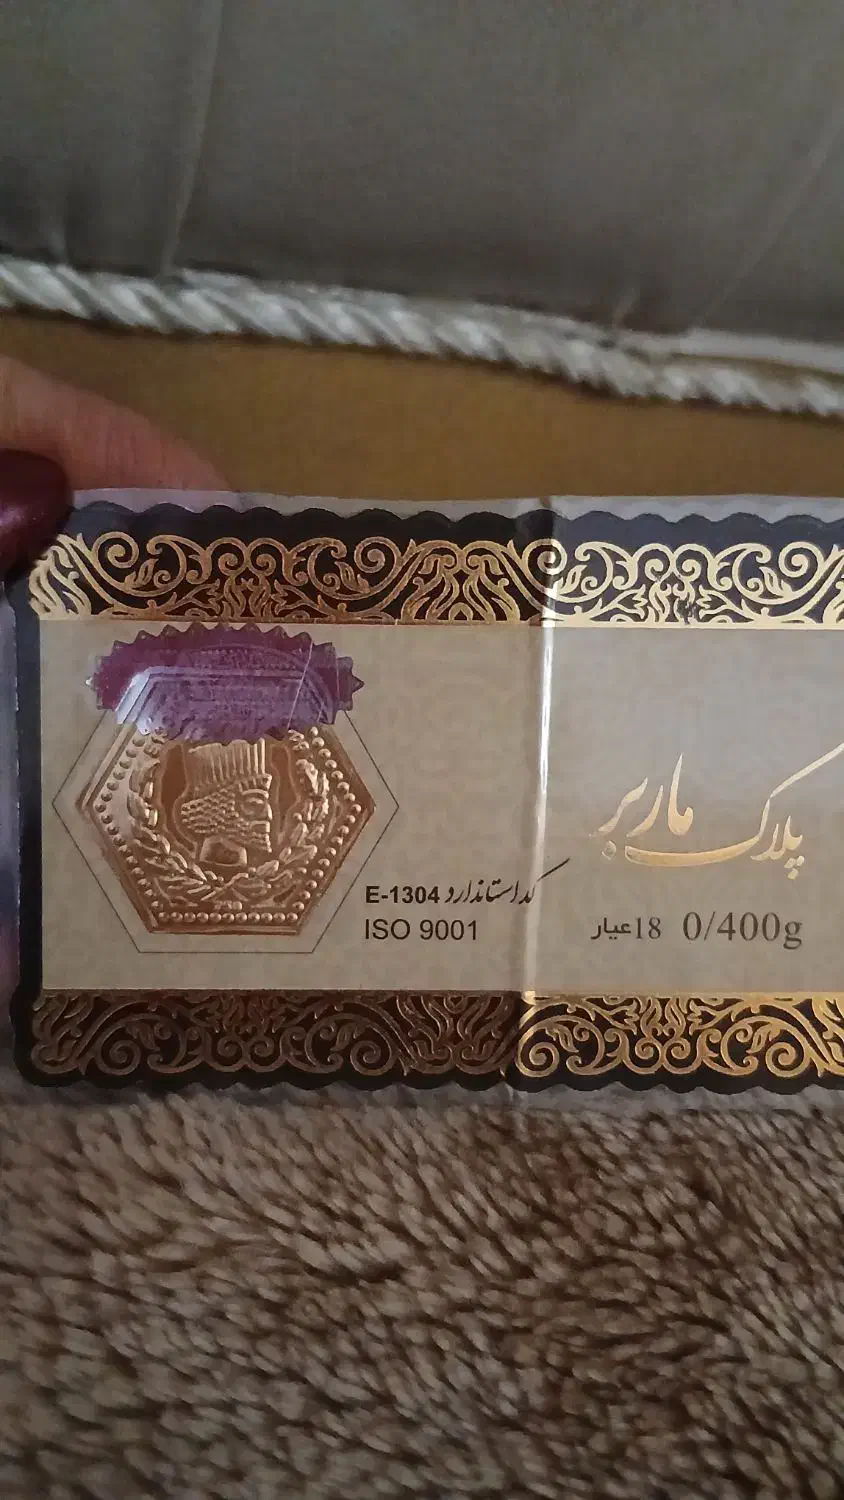 پلاک ماربر
0/400g 18عیار
کد استاندارد E-1304
ISO 9001